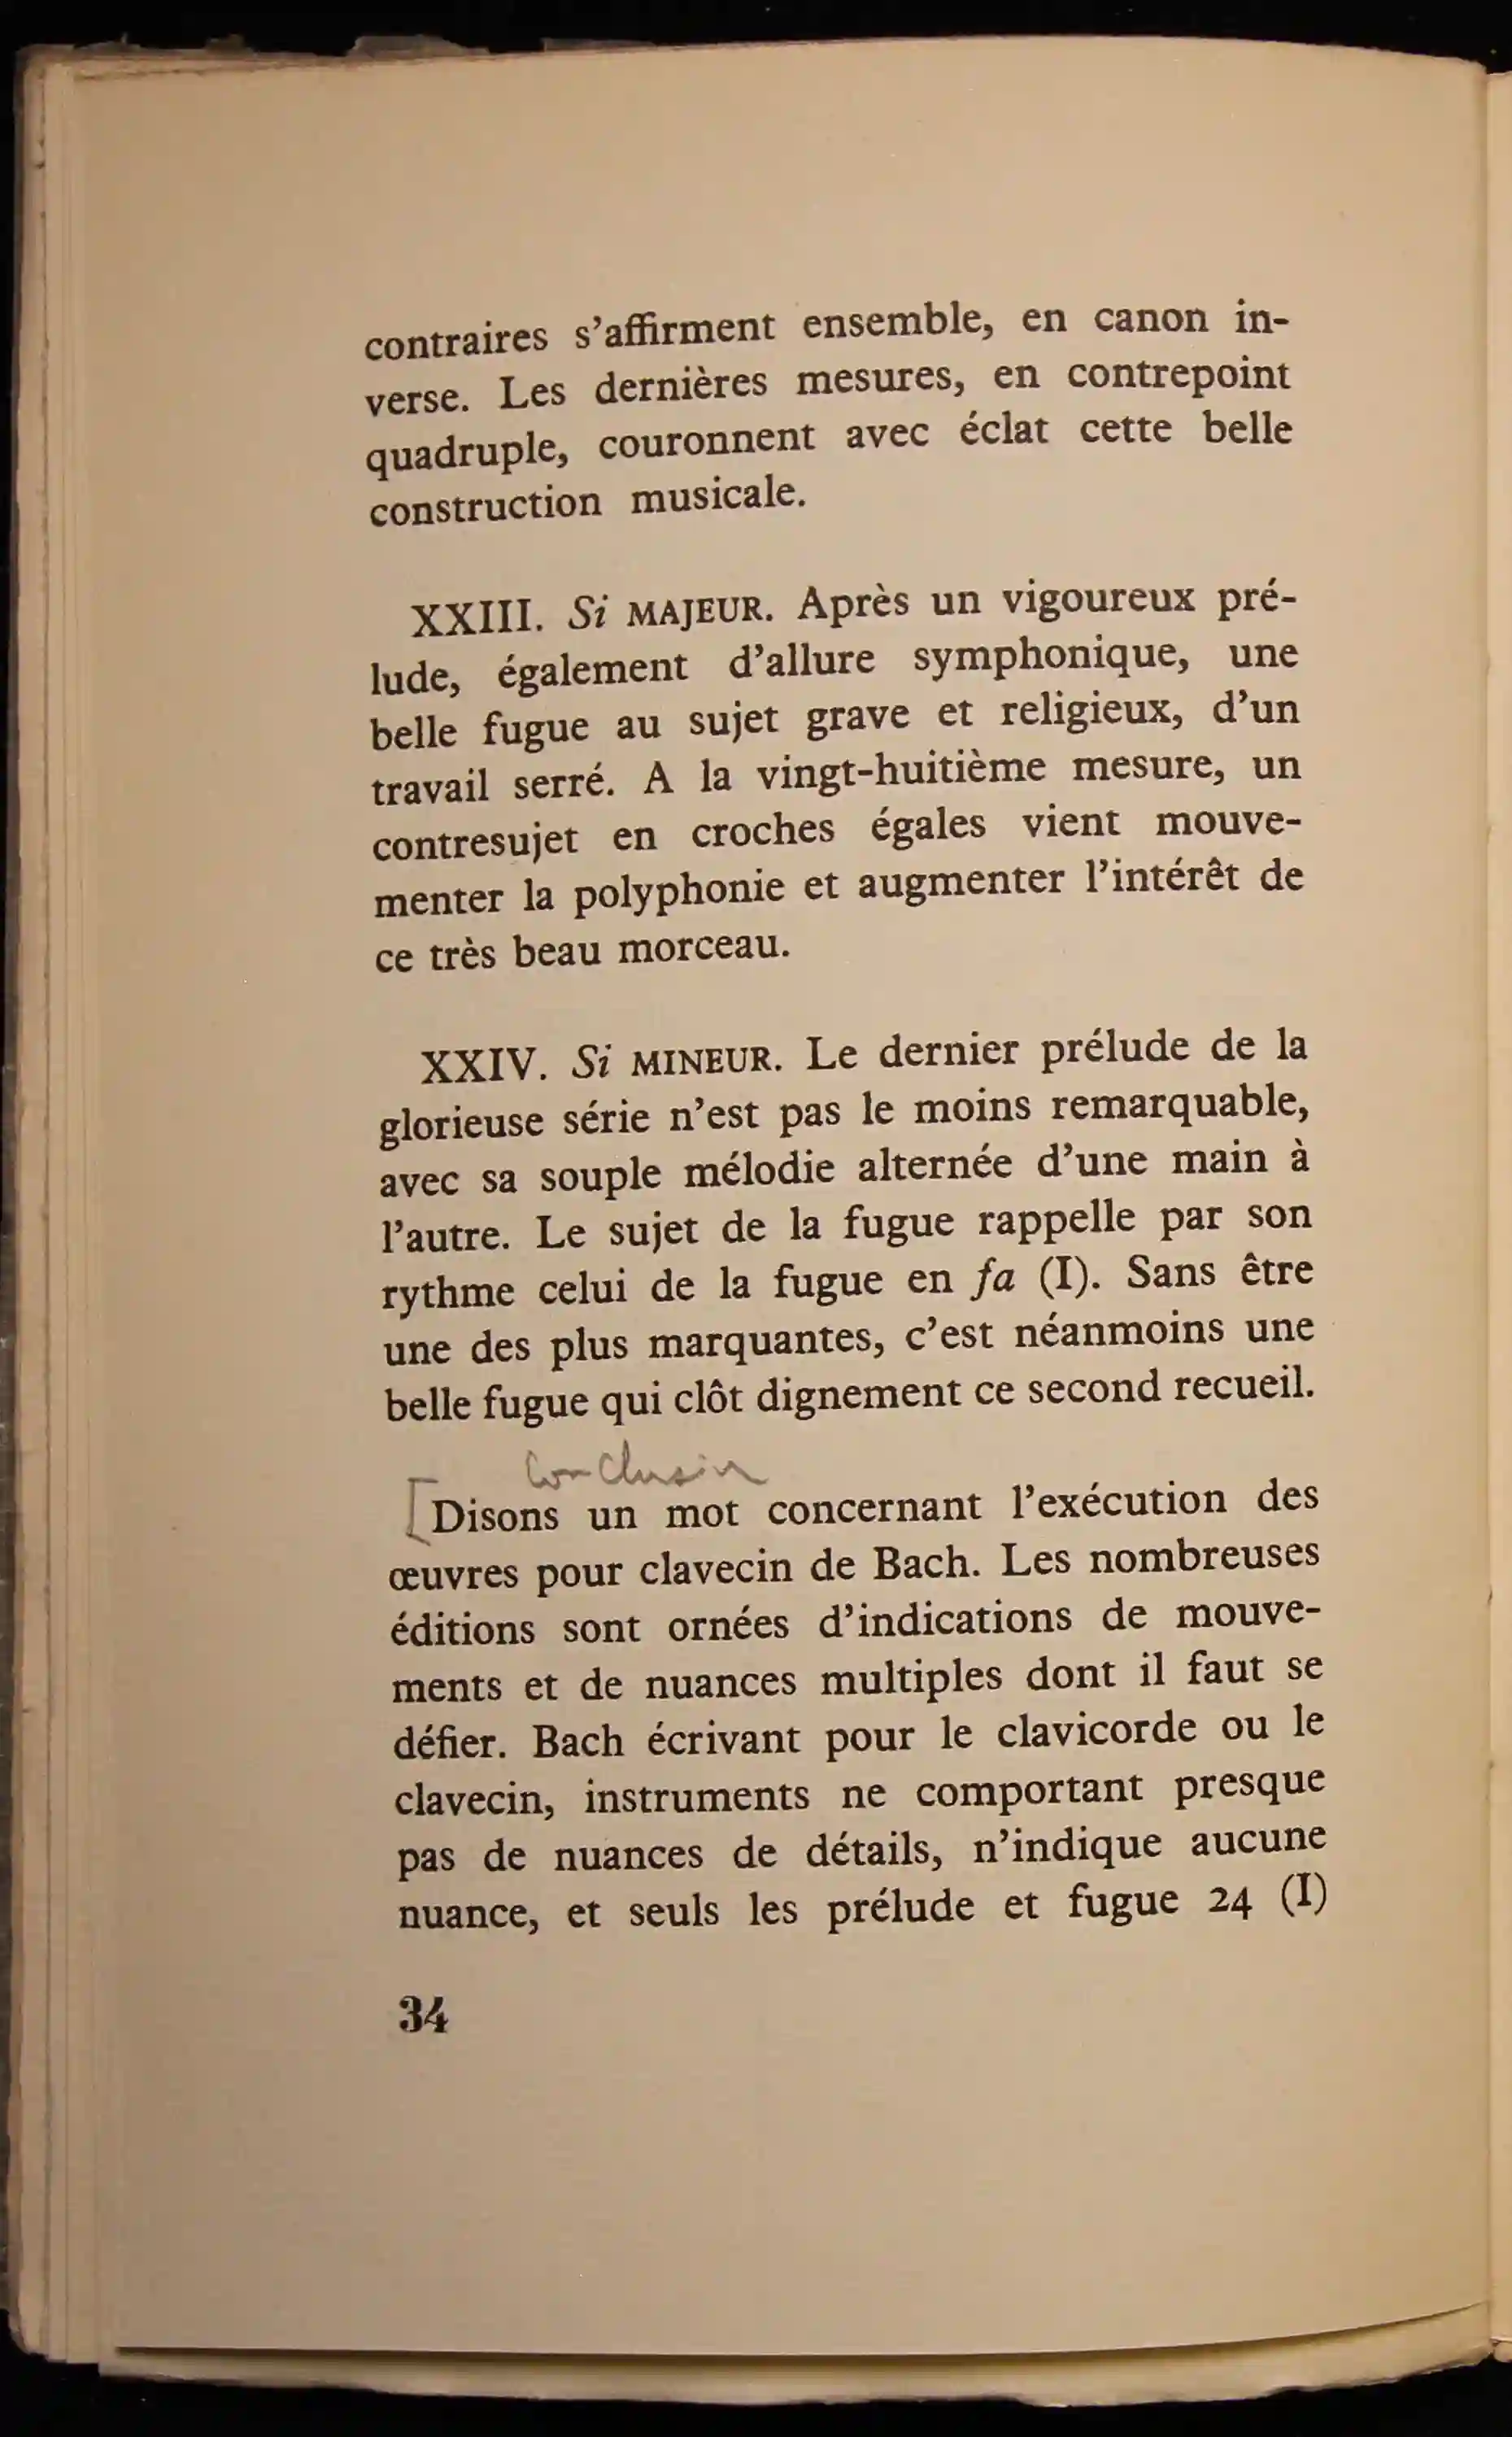 contraires s’affirment ensemble, en canon in-
verse. Les dernières mesures, en contrepoint
quadruple, couronnent avec éclat cette belle
construction musicale.
XXIII. Si MAJEUR. Après un vigoureux pré-
lude, également d’allure symphonique, une
belle fugue au sujet grave et religieux, d’un
travail serré. A la vingt-huitième mesure, un
contresujet en croches égales vient mouve-
menter la polyphonie et augmenter l’intérêt de
ce très beau morceau.
XXIV. Si MINEUR. Le dernier prélude de la
glorieuse série n’est pas le moins remarquable,
avec sa souple mélodie alternée d’une main à
l’autre. Le sujet de la fugue rappelle par son
rythme celui de la fugue en fa (I). Sans être
une des plus marquantes, c’est néanmoins une
belle fugue qui clôt dignement ce second recueil.
Conclusion
[Disons un mot concernant l’exécution des
œuvres pour clavecin de Bach. Les nombreuses
éditions sont ornées d’indications de mouve-
ments et de nuances multiples dont il faut se
défier. Bach écrivant pour le clavicorde ou le
clavecin, instruments ne comportant presque
pas de nuances de détails, n’indique aucune
nuance, et seuls les prélude et fugue 24 (I)
34